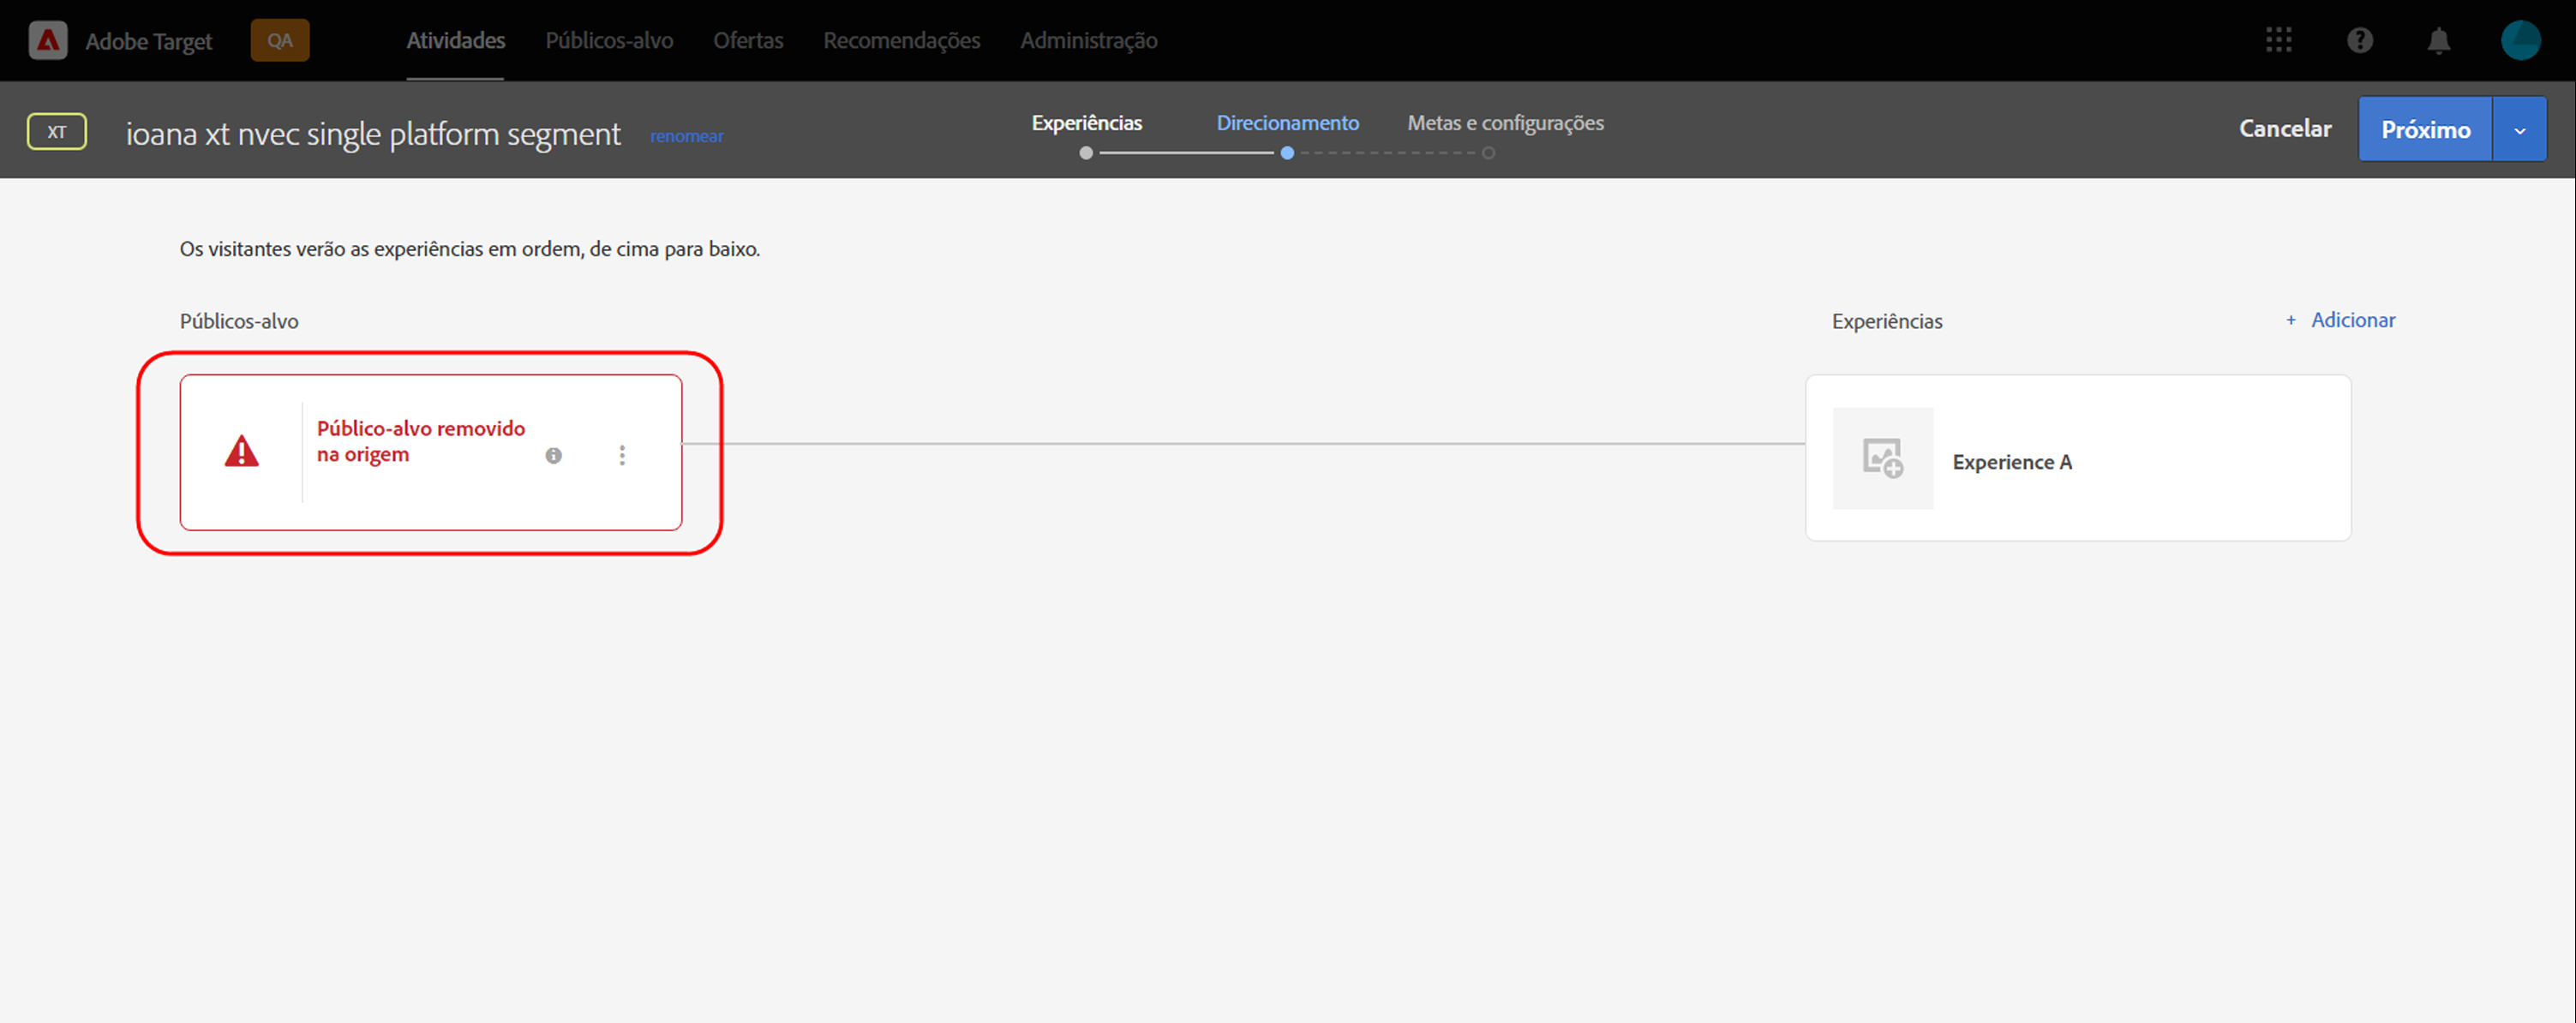 Adobe Target
QA
Atividades
Públicos-alvo
Ofertas
Recomendações
Administração
XT
ioana xt nvec single platform segment
renomear
Experiências
Direcionamento
Metas e configurações
Cancelar
Próximo
Os visitantes verão as experiências em ordem, de cima para baixo.
Públicos-alvo
Experiências
+ Adicionar
Público-alvo removido
na origem
Experience A